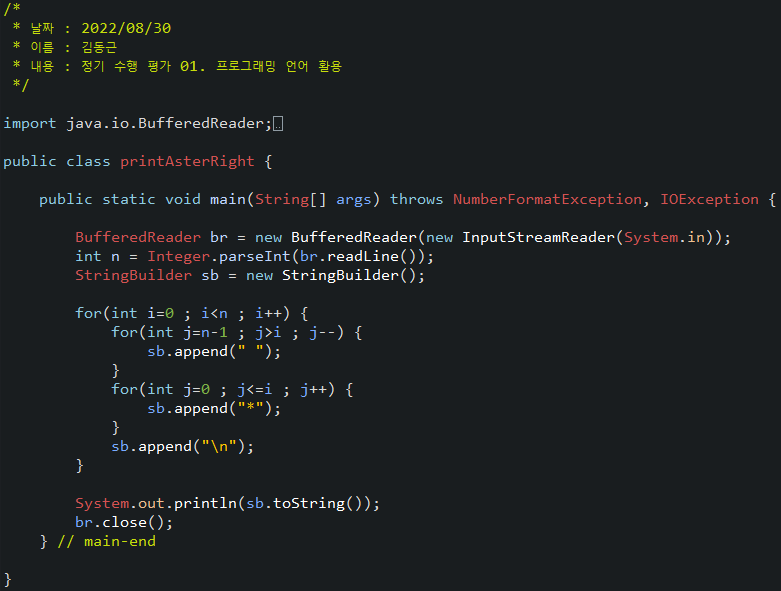 /*
 * 날짜 : 2022/08/30
 * 이름 : 김동근
 * 내용 : 정기 수행 평가 01. 프로그래밍 언어 활용
 */
import java.io.BufferedReader;
public class printAsterRight {
    public static void main(String[] args) throws NumberFormatException, IOException {
        BufferedReader br = new BufferedReader(new InputStreamReader(System.in));
        int n = Integer.parseInt(br.readLine());
        StringBuilder sb = new StringBuilder();
        for(int i=0 ; i<n ; i++) {
            for(int j=n-1 ; j>i ; j--) {
                sb.append(" ");
            }
            for(int j=0 ; j<=i ; j++) {
                sb.append("*");
            }
            sb.append("\n");
        }
        System.out.println(sb.toString());
        br.close();
    } // main-end
}